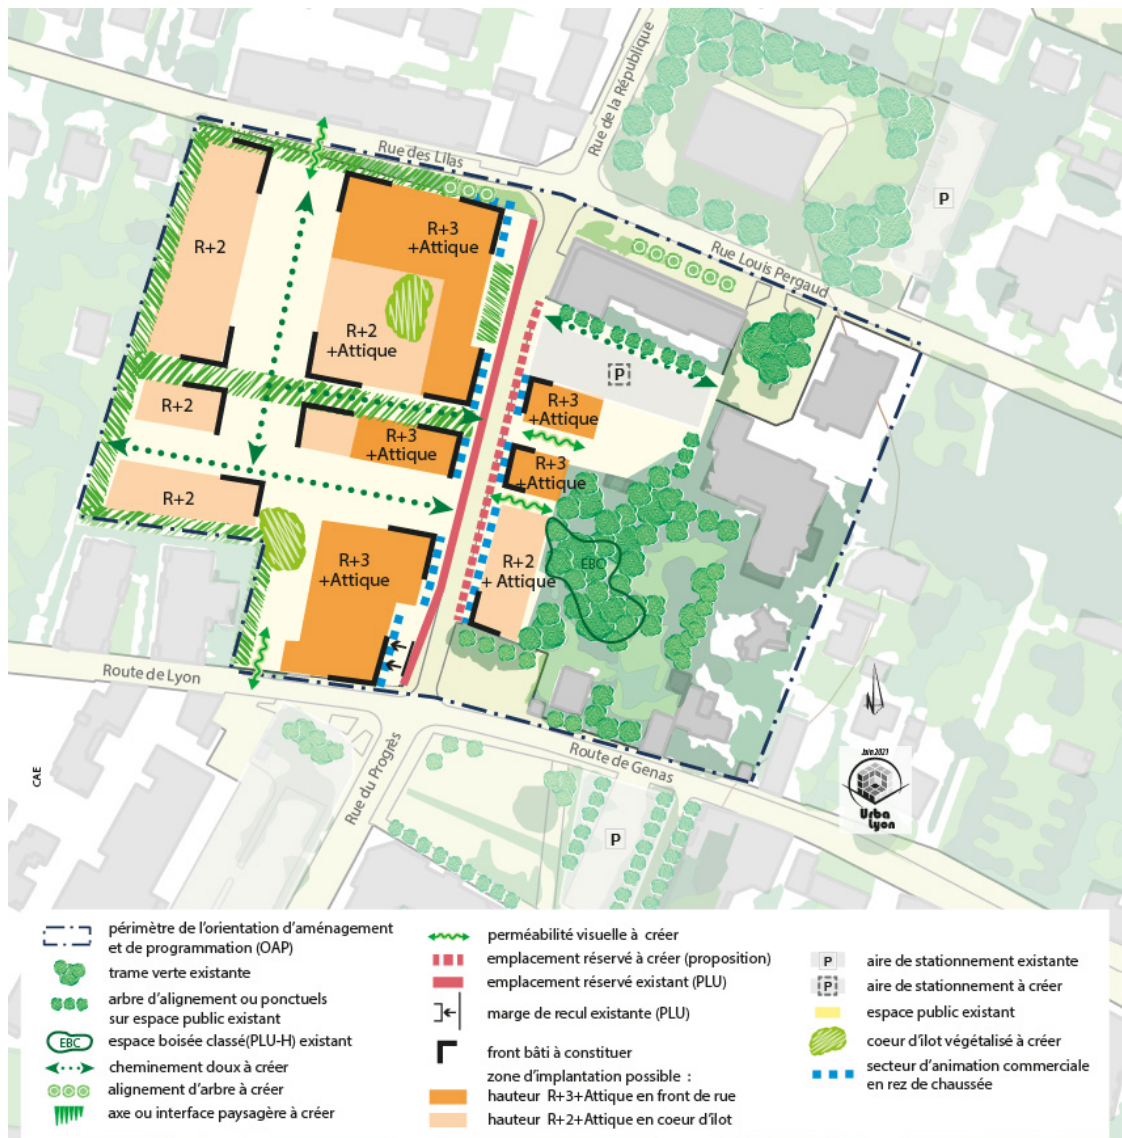 Rue de la République
Rue des Lilas
P
R+3
+Attique
R+2
Rue Louis Pergaud
R+2
+Attique
P
R+3
+Attique
R+2
R+3
+Attique
R+3
+Attique
R+2
R+3
+Attique
R+2
+ Attique
EBC
Route de Lyon
N
Juin 2021
Urba
Lyon
CAE
Rue du Progrès
Route de Genas
P
périmètre de l'orientation d'aménagement
et de programmation (OAP)
trame verte existante
arbre d'alignement ou ponctuels
sur espace public existant
EBC
espace boisée classé(PLU-H) existant
cheminement doux à créer
alignement d'arbre à créer
axe ou interface paysagère à créer
perméabilité visuelle à créer
emplacement réservé à créer (proposition)
emplacement réservé existant (PLU)
marge de recul existante (PLU)
front bâti à constituer
zone d'implantation possible :
hauteur R+3+Attique en front de rue
hauteur R+2+Attique en coeur d'îlot
P
aire de stationnement existante
P
aire de stationnement à créer
espace public existant
coeur d'îlot végétalisé à créer
secteur d'animation commerciale
en rez de chaussée